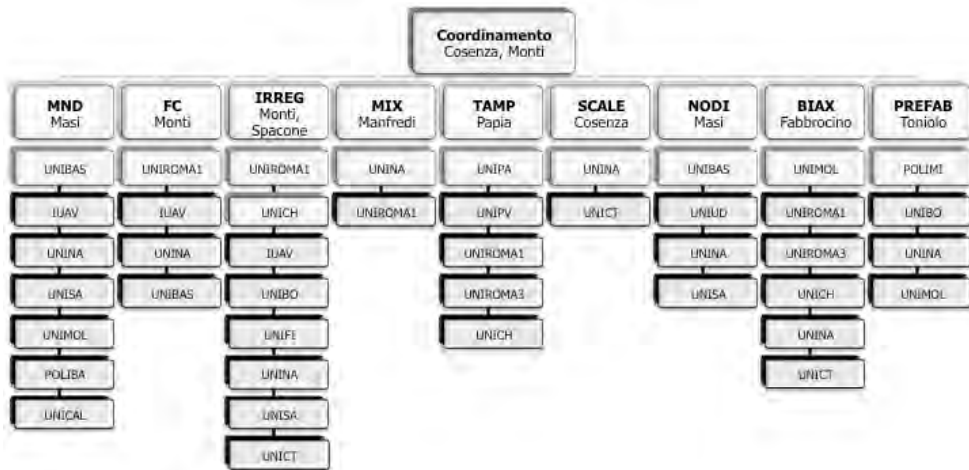 Coordinamento
Cosenza, Monti
MND
Masi
UNIBAS
IUAV
UNINA
UNISA
UNIMOL
POLIBA
UNICAL
FC
Monti
UNIROMA1
IUAV
UNINA
UNIBAS
IRREG
Monti,
Spacone
UNIROMA1
UNICH
IUAV
UNIBO
UNIFI
UNINA
UNISA
UNICT
MIX
Manfredi
UNINA
UNIROMA1
TAMP
Papia
UNIPA
UNIPV
UNIROMA1
UNIROMA3
UNICH
SCALE
Cosenza
UNINA
UNICT
NODI
Masi
UNIBAS
UNIUD
UNINA
UNISA
BIAX
Fabbrocino
UNIMOL
UNIROMA1
UNIROMA3
UNICH
UNINA
UNICT
PREFAB
Toniolo
POLIMI
UNIBO
UNINA
UNIMOL